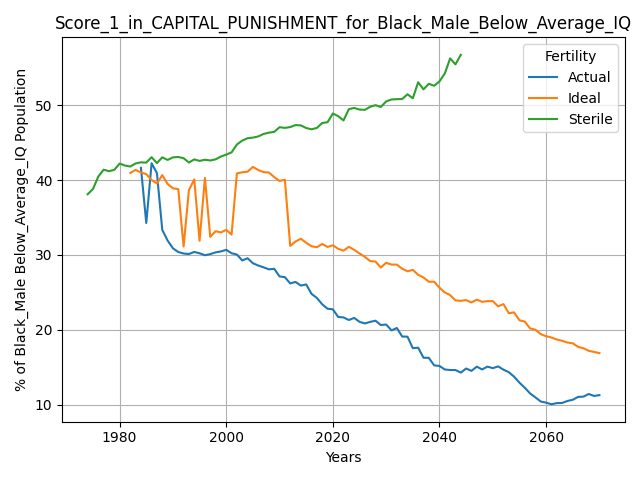 Score_1_in_CAPITAL_PUNISHMENT_for_Black_Male_Below_Average_IQ
% of Black_Male Below_Average_IQ Population
50
40
30
20
10
Fertility
Actual
Ideal
Sterile
1980 2000 2020 2040 2060
Years